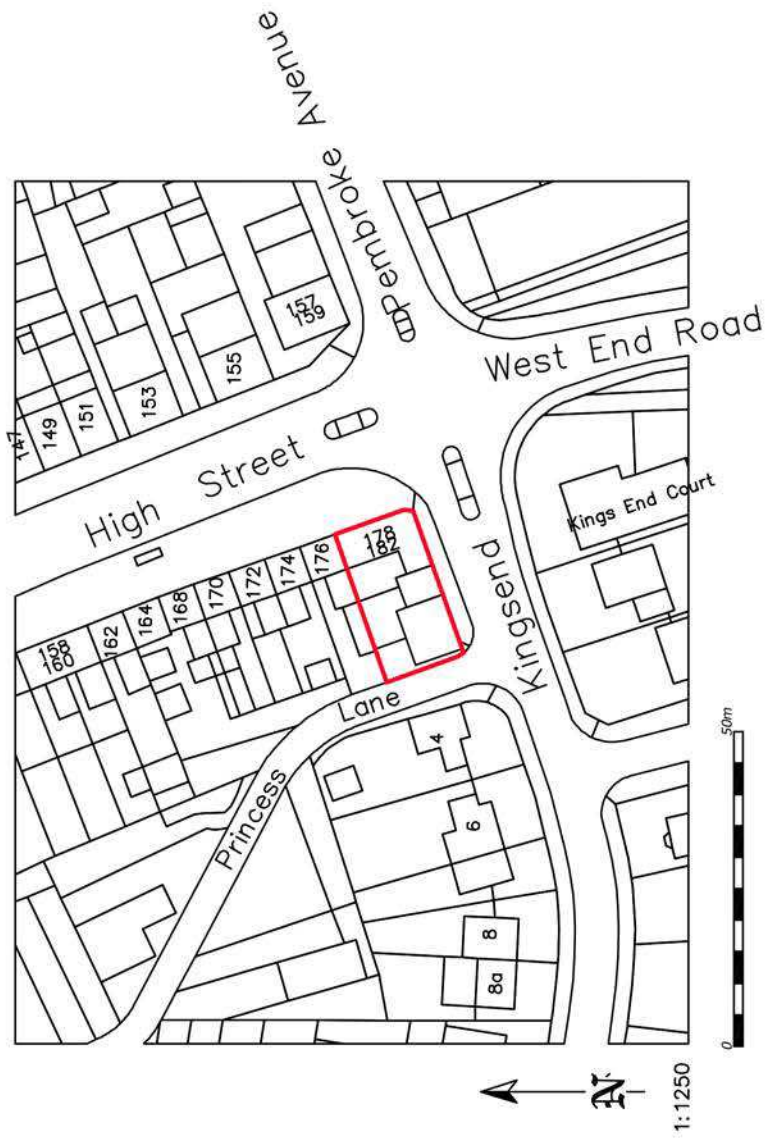 Pembroke Avenue
147
149
151
153
155
157
159
High Street
West End Road
158
160
162
164
168
170
172
174
176
178
182
Kings End Court
Kingsend
Princess Lane
4
6
8
8a
N
1:1250
0
50m